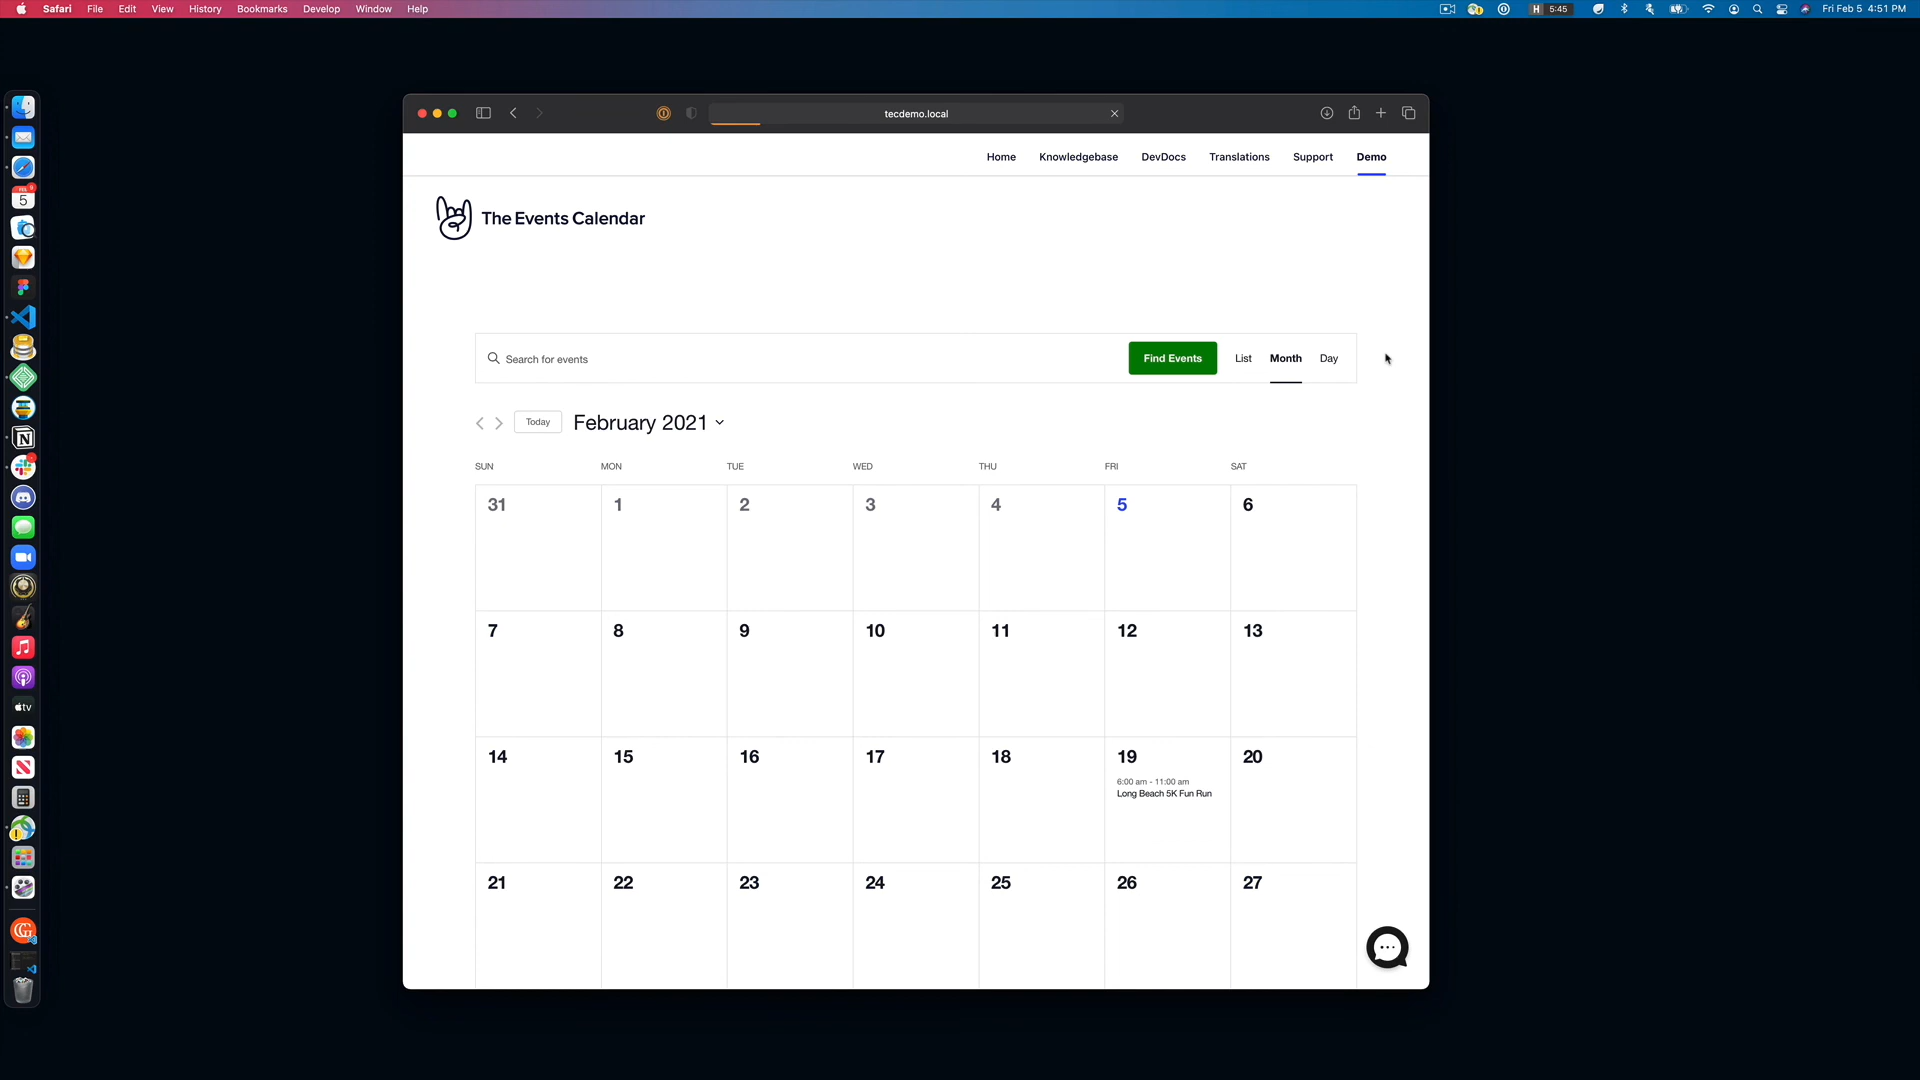 Safari File Edit View History Bookmarks Develop Window Help
H 5:45 Fri Feb 5 4:51 PM
tecdemo.local
Home Knowledgebase DevDocs Translations Support Demo
The Events Calendar
Search for events Find Events List Month Day
Today February 2021
SUN MON TUE WED THU FRI SAT
31 1 2 3 4 5 6
7 8 9 10 11 12 13
14 15 16 17 18 19 20
6:00 am - 11:00 am
Long Beach 5K Fun Run
21 22 23 24 25 26 27
FEB
5
tv